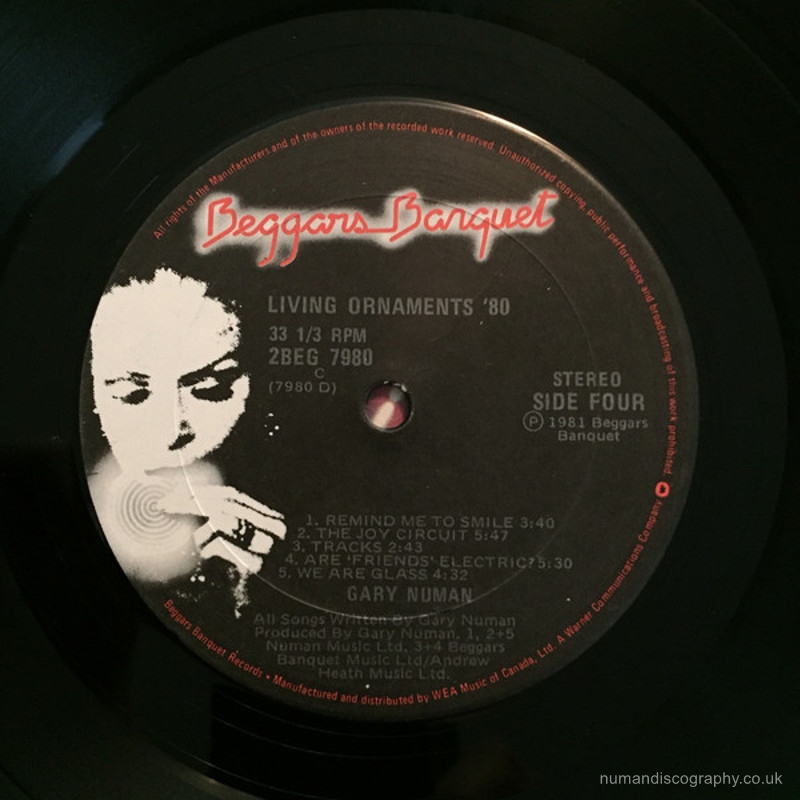 All rights of the Manufacturers and of the owners of the recorded work reserved. Unauthorized copying, public performance and broadcasting of this work prohibited.
Beggars Banquet
LIVING ORNAMENTS '80
33 1/3 RPM
2BEG 7980
C
(7980 D)
STEREO
SIDE FOUR
Ⓟ 1981 Beggars
Banquet
1. REMIND ME TO SMILE 3:40
2. THE JOY CIRCUIT 5:47
3. TRACKS 2:43
4. ARE 'FRIENDS' ELECTRIC? 5:30
5. WE ARE GLASS 4:32
GARY NUMAN
All Songs Written By Gary Numan
Produced By Gary Numan, 1, 2+5
Numan Music Ltd, 3+4 Beggars
Banquet Music Ltd/Andrew
Heath Music Ltd.
Beggars Banquet Records • Manufactured and distributed by WEA Music of Canada, Ltd. A Warner Communications Company
numandiscography.co.uk